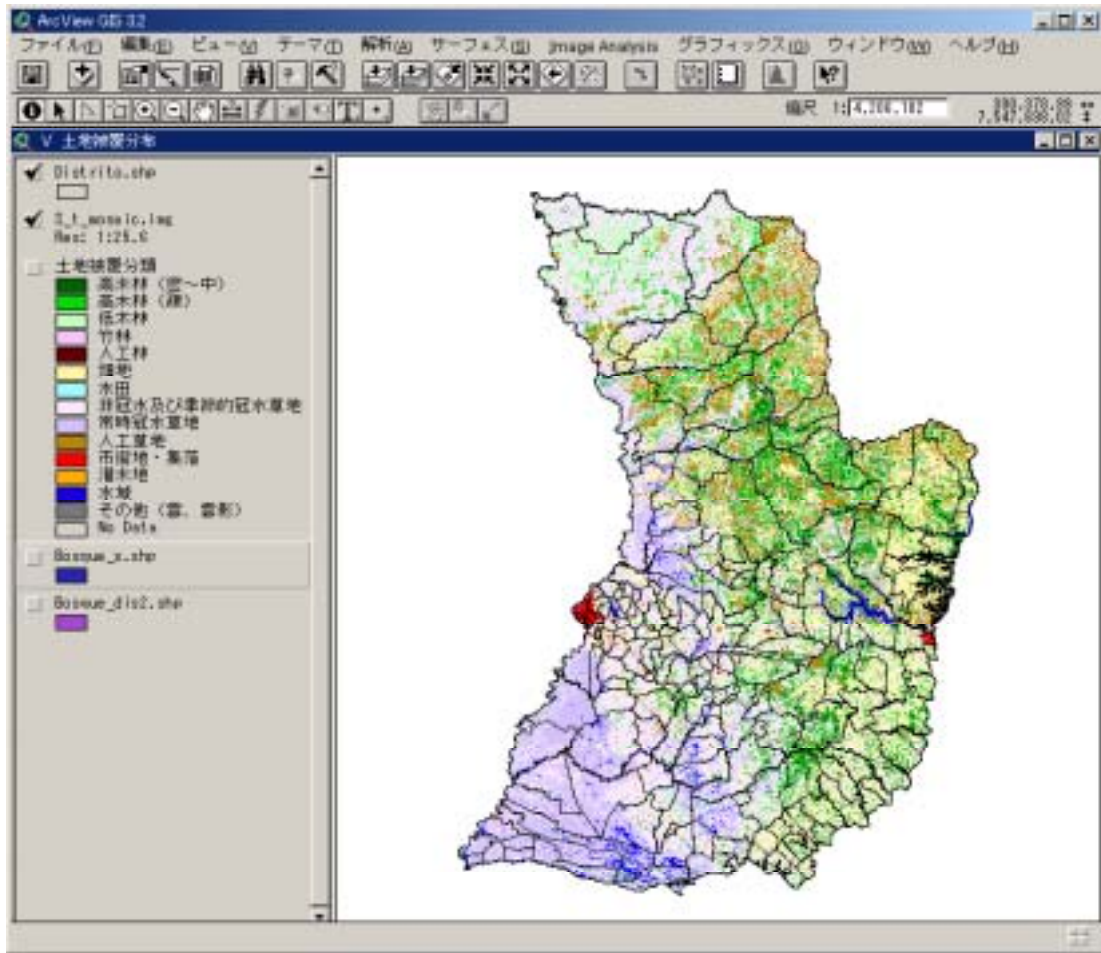 ArcView GIS 3.2
ファイル(F) 編集(E) ビュー(V) テーマ(T) 解析(A) サーフェス(S) Image Analysis グラフィックス(G) ウィンドウ(W) ヘルプ(H)
縮尺 1:
V 土地被覆分布
Distrito.shp
S_t_mosaic.img
土地被覆分類
高木林（密～中）
高木林（疎）
低木林
竹林
人工林
畑地
水田
非冠水及び季節的冠水草地
常時冠水草地
人工草地
市街地・集落
灌木地
水域
その他（雲、雲影）
No Data
Bosque_x.shp
Bosque_dis2.shp